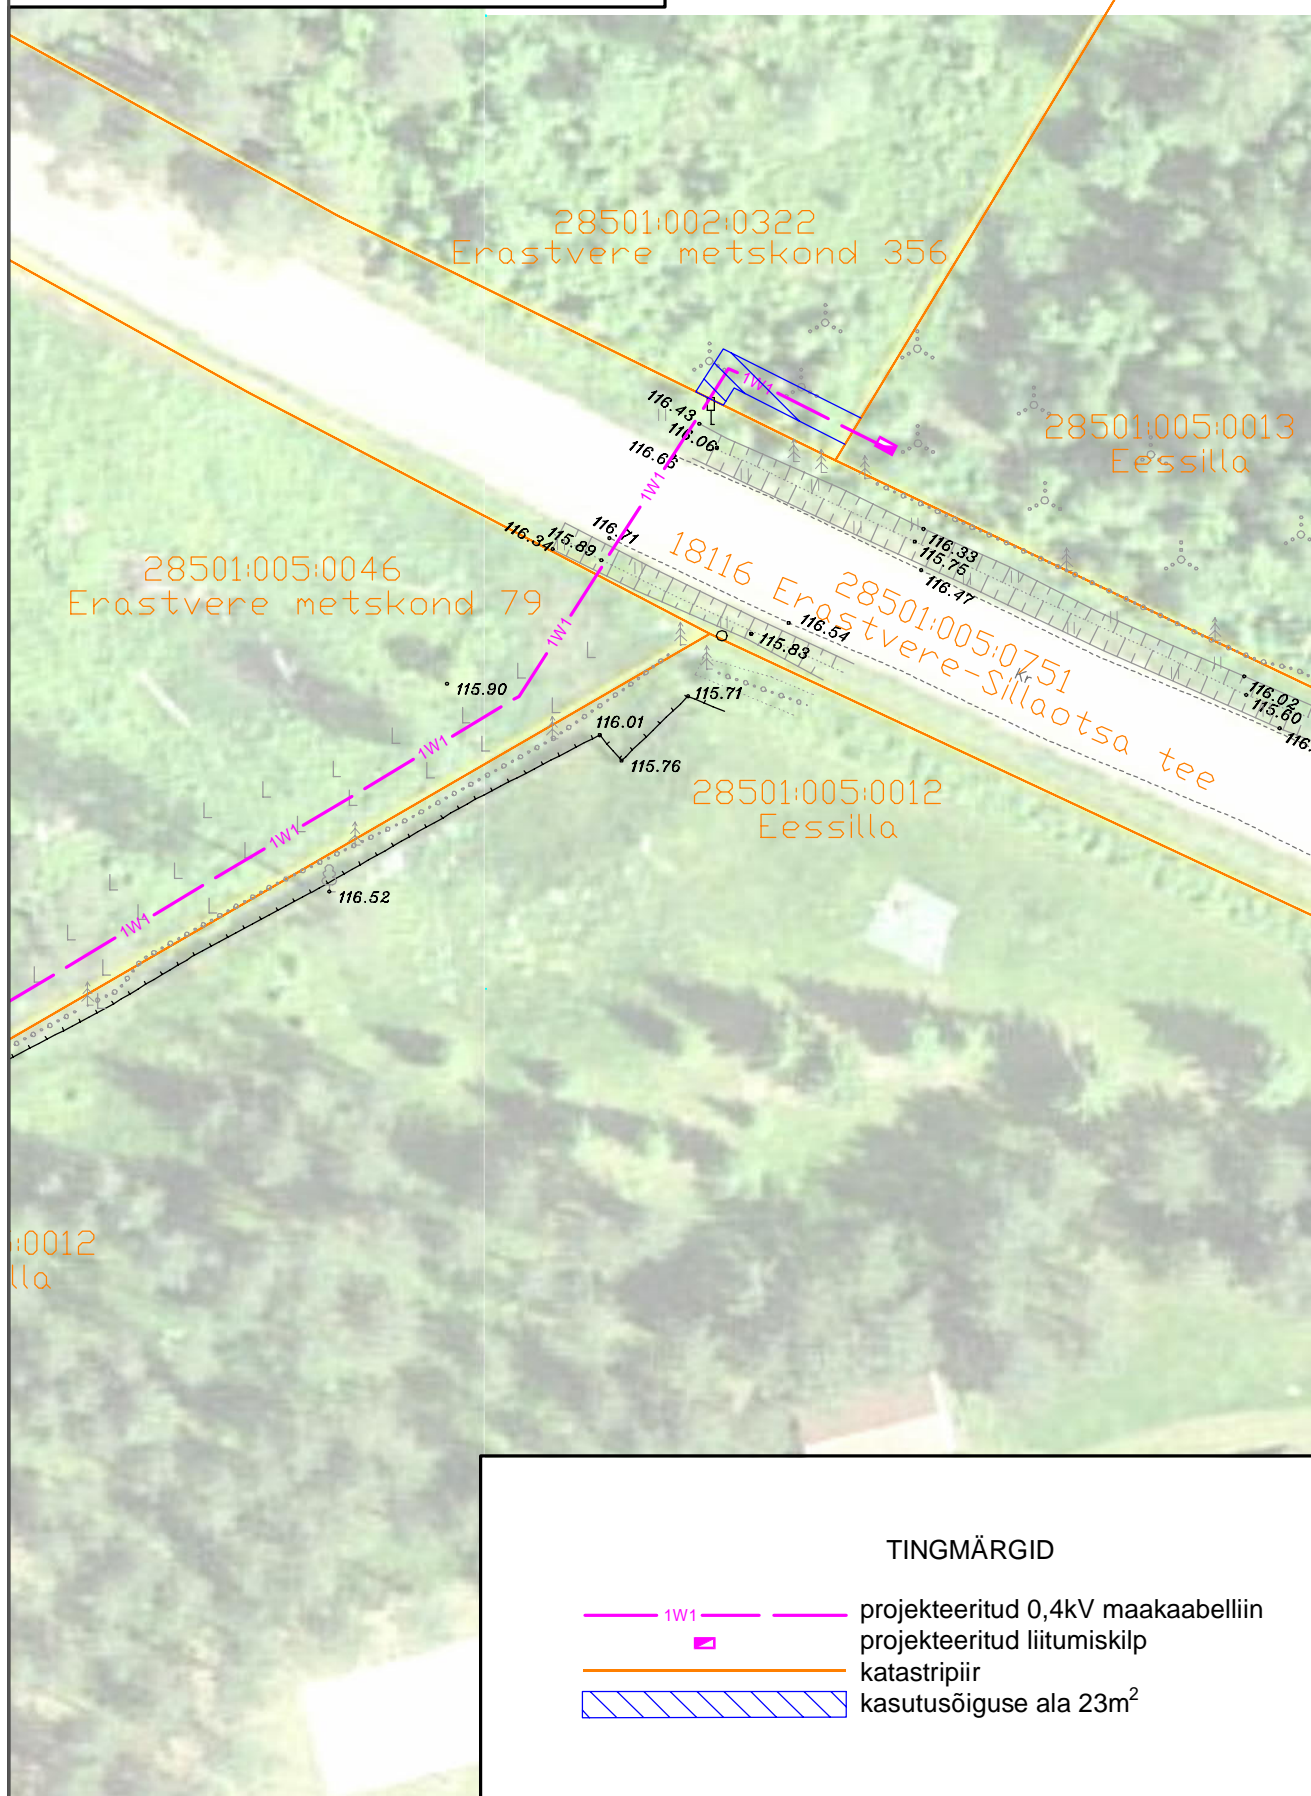 28501:002:0322
Erastvere metskond 356
1W1
116.43
116.06
116.65
28501:005:0013
Eessilla
1W1
116.71
116.34
115.89
116.33
115.75
116.47
18116 Erastvere-Sillaotsa tee
28501:005:0751
Kr
28501:005:0046
Erastvere metskond 79
1W1
116.54
115.83
115.90
115.71
116.02
115.60
116.
116.01
115.76
1W1
28501:005:0012
Eessilla
1W1
116.52
1W1
:0012
lla
TINGMÄRGID
1W1
projekteeritud 0,4kV maakaabelliin
projekteeritud liitumiskilp
katastripiir
kasutusõiguse ala 23m²